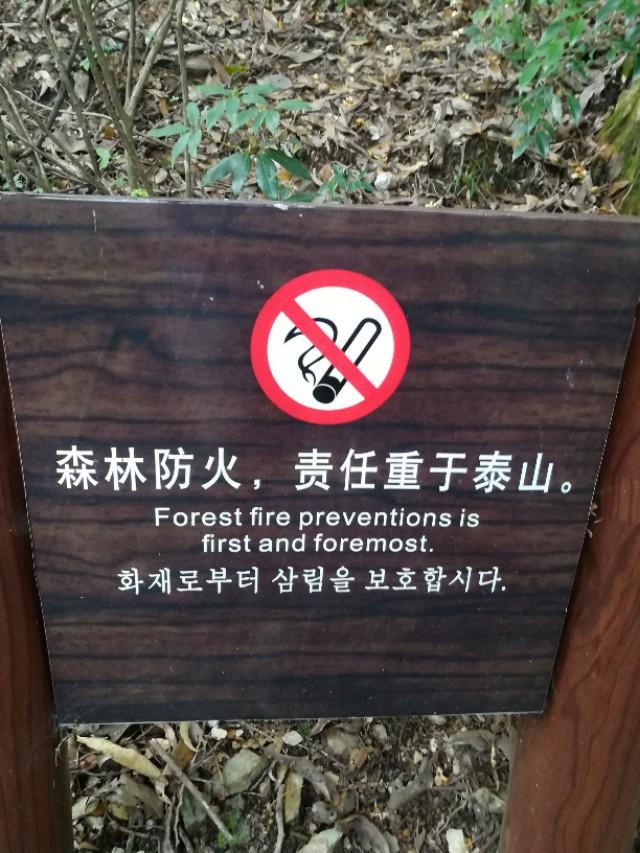 森林防火，责任重于泰山。
Forest fire preventions is
first and foremost.
화재로부터 삼림을 보호합시다.